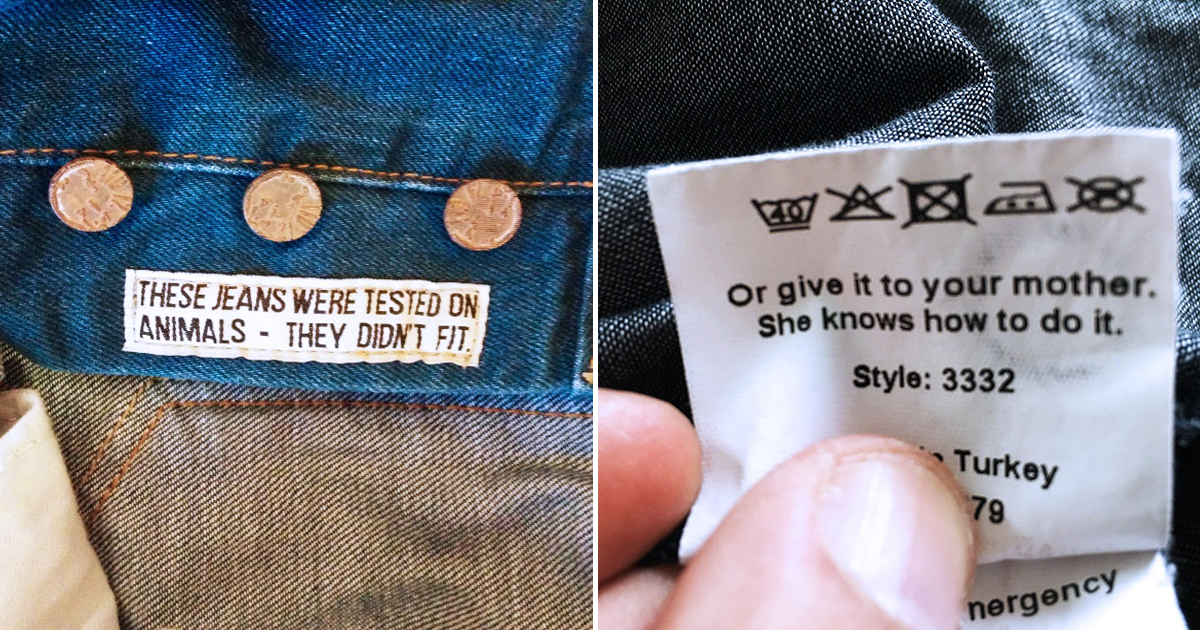 THESE JEANS WERE TESTED ON
ANIMALS - THEY DIDN'T FIT.
40
Or give it to your mother.
She knows how to do it.
Style: 3332
Turkey
79